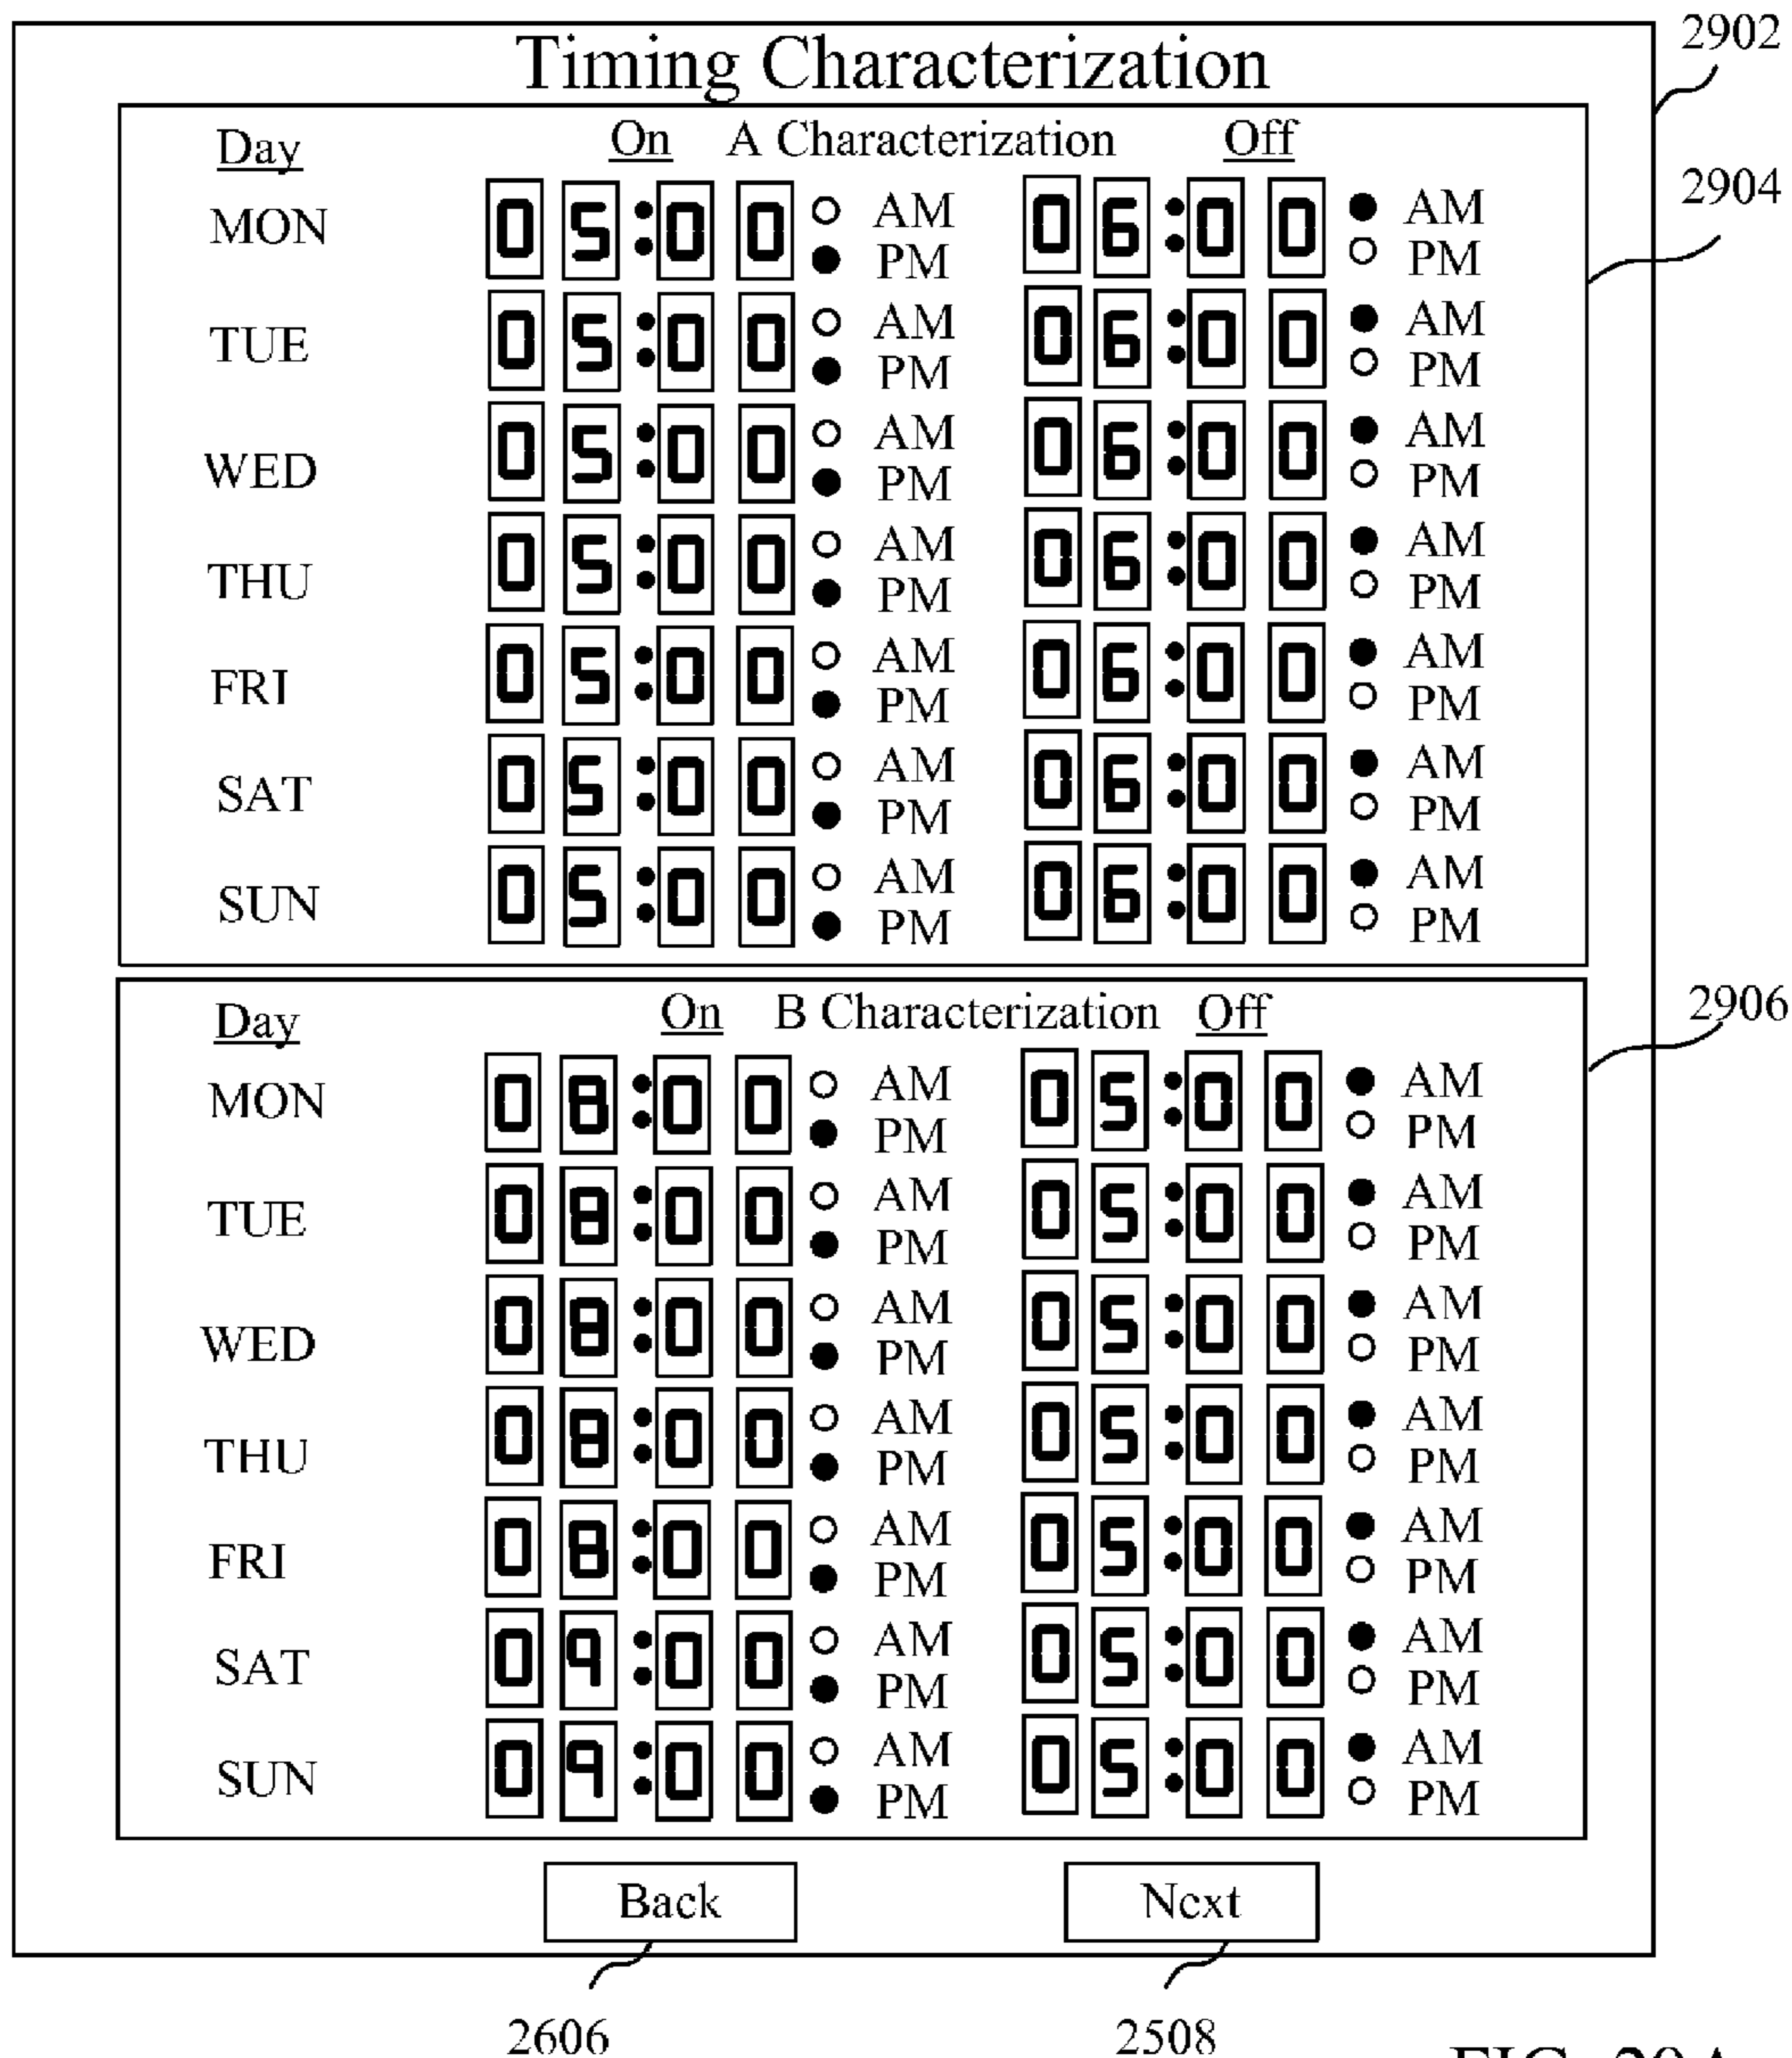 Timing Characterization
2902
Day On A Characterization Off
2904
MON 05:00 AM PM 06:00 AM PM
TUE 05:00 AM PM 06:00 AM PM
WED 05:00 AM PM 06:00 AM PM
THU 05:00 AM PM 06:00 AM PM
FRI 05:00 AM PM 06:00 AM PM
SAT 05:00 AM PM 06:00 AM PM
SUN 05:00 AM PM 06:00 AM PM
Day On B Characterization Off
2906
MON 08:00 AM PM 05:00 AM PM
TUE 08:00 AM PM 05:00 AM PM
WED 08:00 AM PM 05:00 AM PM
THU 08:00 AM PM 05:00 AM PM
FRI 08:00 AM PM 05:00 AM PM
SAT 09:00 AM PM 05:00 AM PM
SUN 09:00 AM PM 05:00 AM PM
Back Next
2606 2508
FIG. 29A